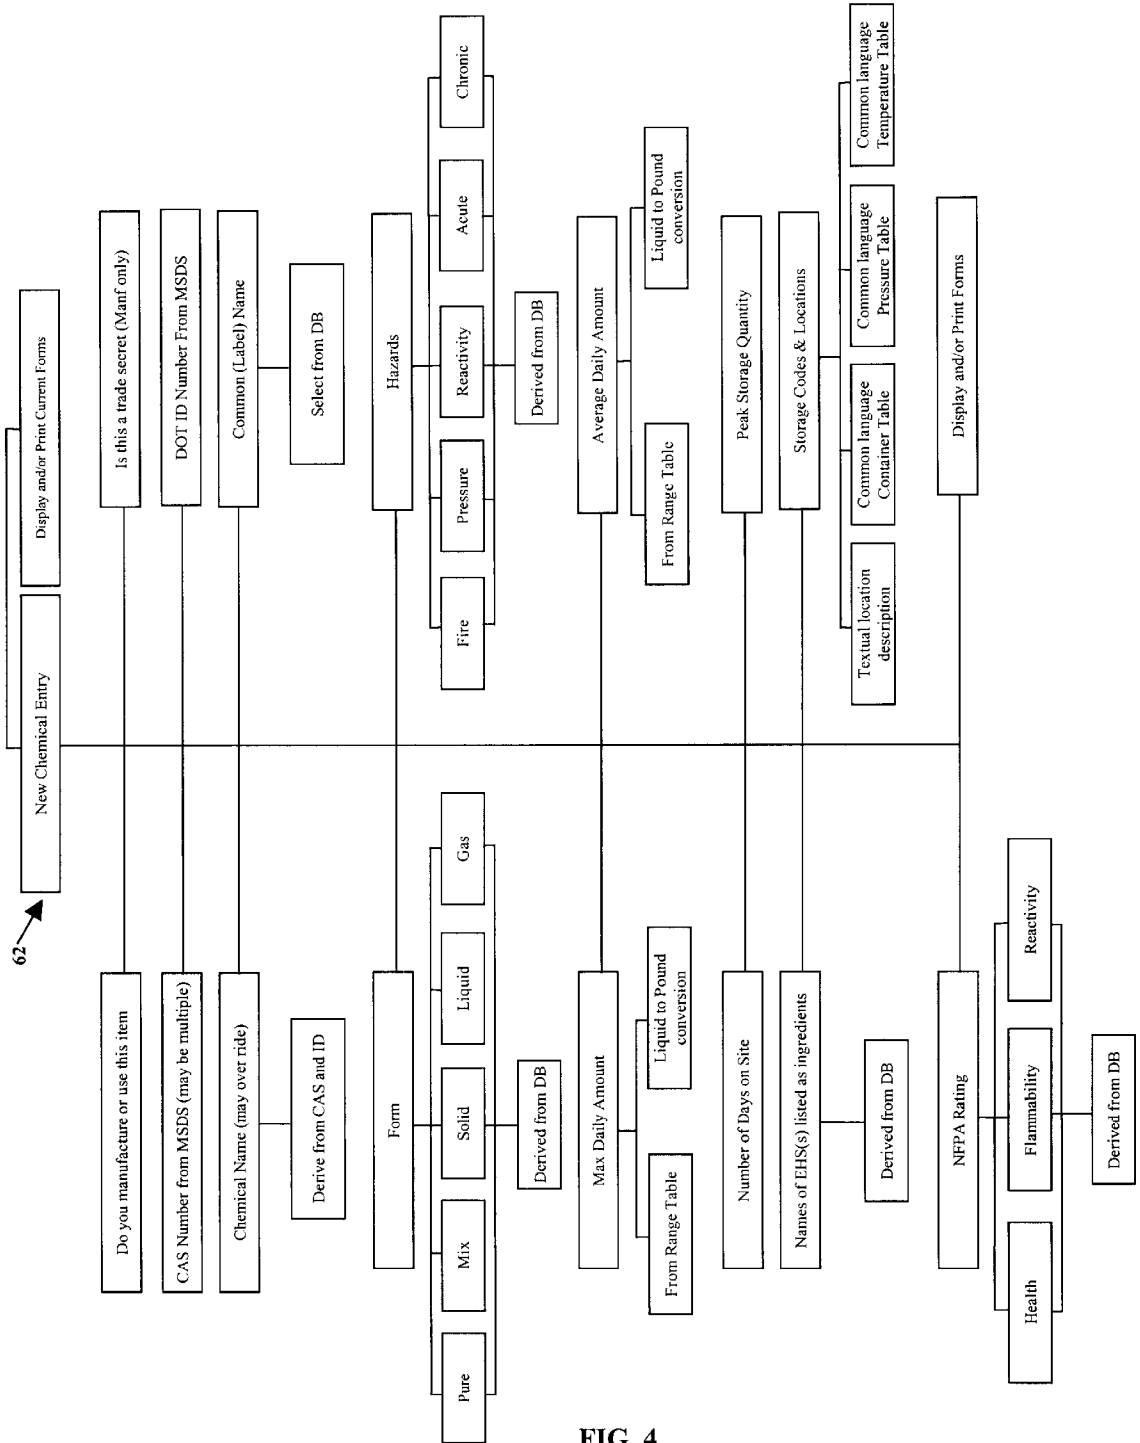 62
New Chemical Entry
Display and/or Print Current Forms
Do you manufacture or use this item
Is this a trade secret (Manf only)
CAS Number from MSDS (may be multiple)
DOT ID Number From MSDS
Chemical Name (may over ride)
Common (Label) Name
Derive from CAS and ID
Select from DB
Form
Hazards
Pure
Mix
Solid
Liquid
Gas
Fire
Pressure
Reactivity
Acute
Chronic
Derived from DB
Derived from DB
Max Daily Amount
Average Daily Amount
From Range Table
Liquid to Pound
conversion
From Range Table
Liquid to Pound
conversion
Number of Days on Site
Peak Storage Quantity
Names of EHS(s) listed as ingredients
Storage Codes & Locations
Derived from DB
Textual location
description
Common language
Container Table
Common language
Pressure Table
Common language
Temperature Table
NFPA Rating
Display and/or Print Forms
Health
Flammability
Reactivity
Derived from DB
FIG. 4